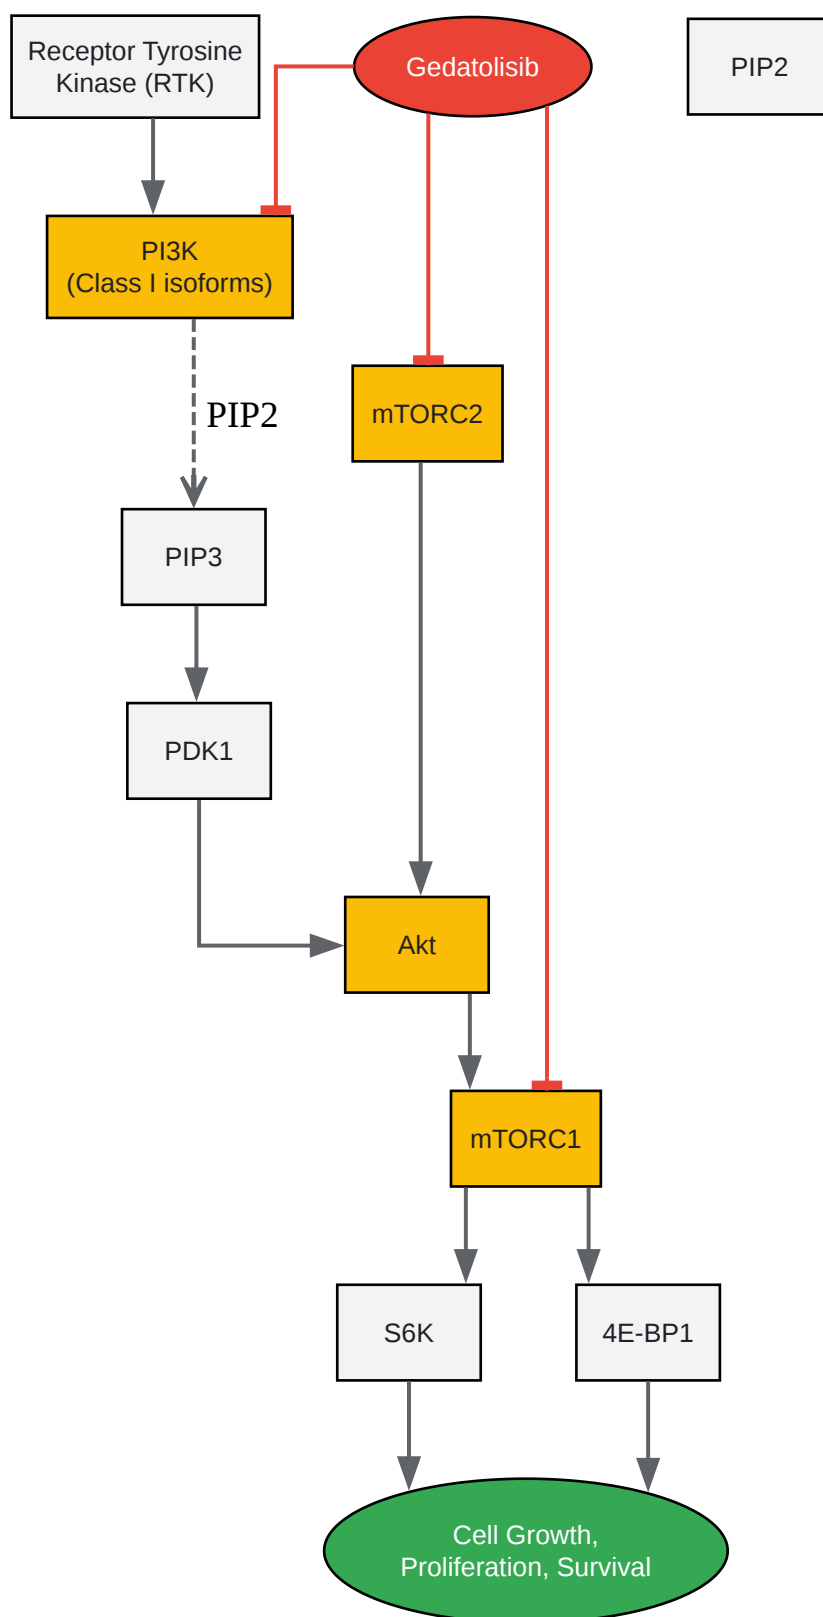 Receptor Tyrosine
Kinase (RTK)
Gedatolisib
PIP2
PI3K
(Class I isoforms)
PIP2
mTORC2
PIP3
PDK1
Akt
mTORC1
S6K
4E-BP1
Cell Growth,
Proliferation, Survival